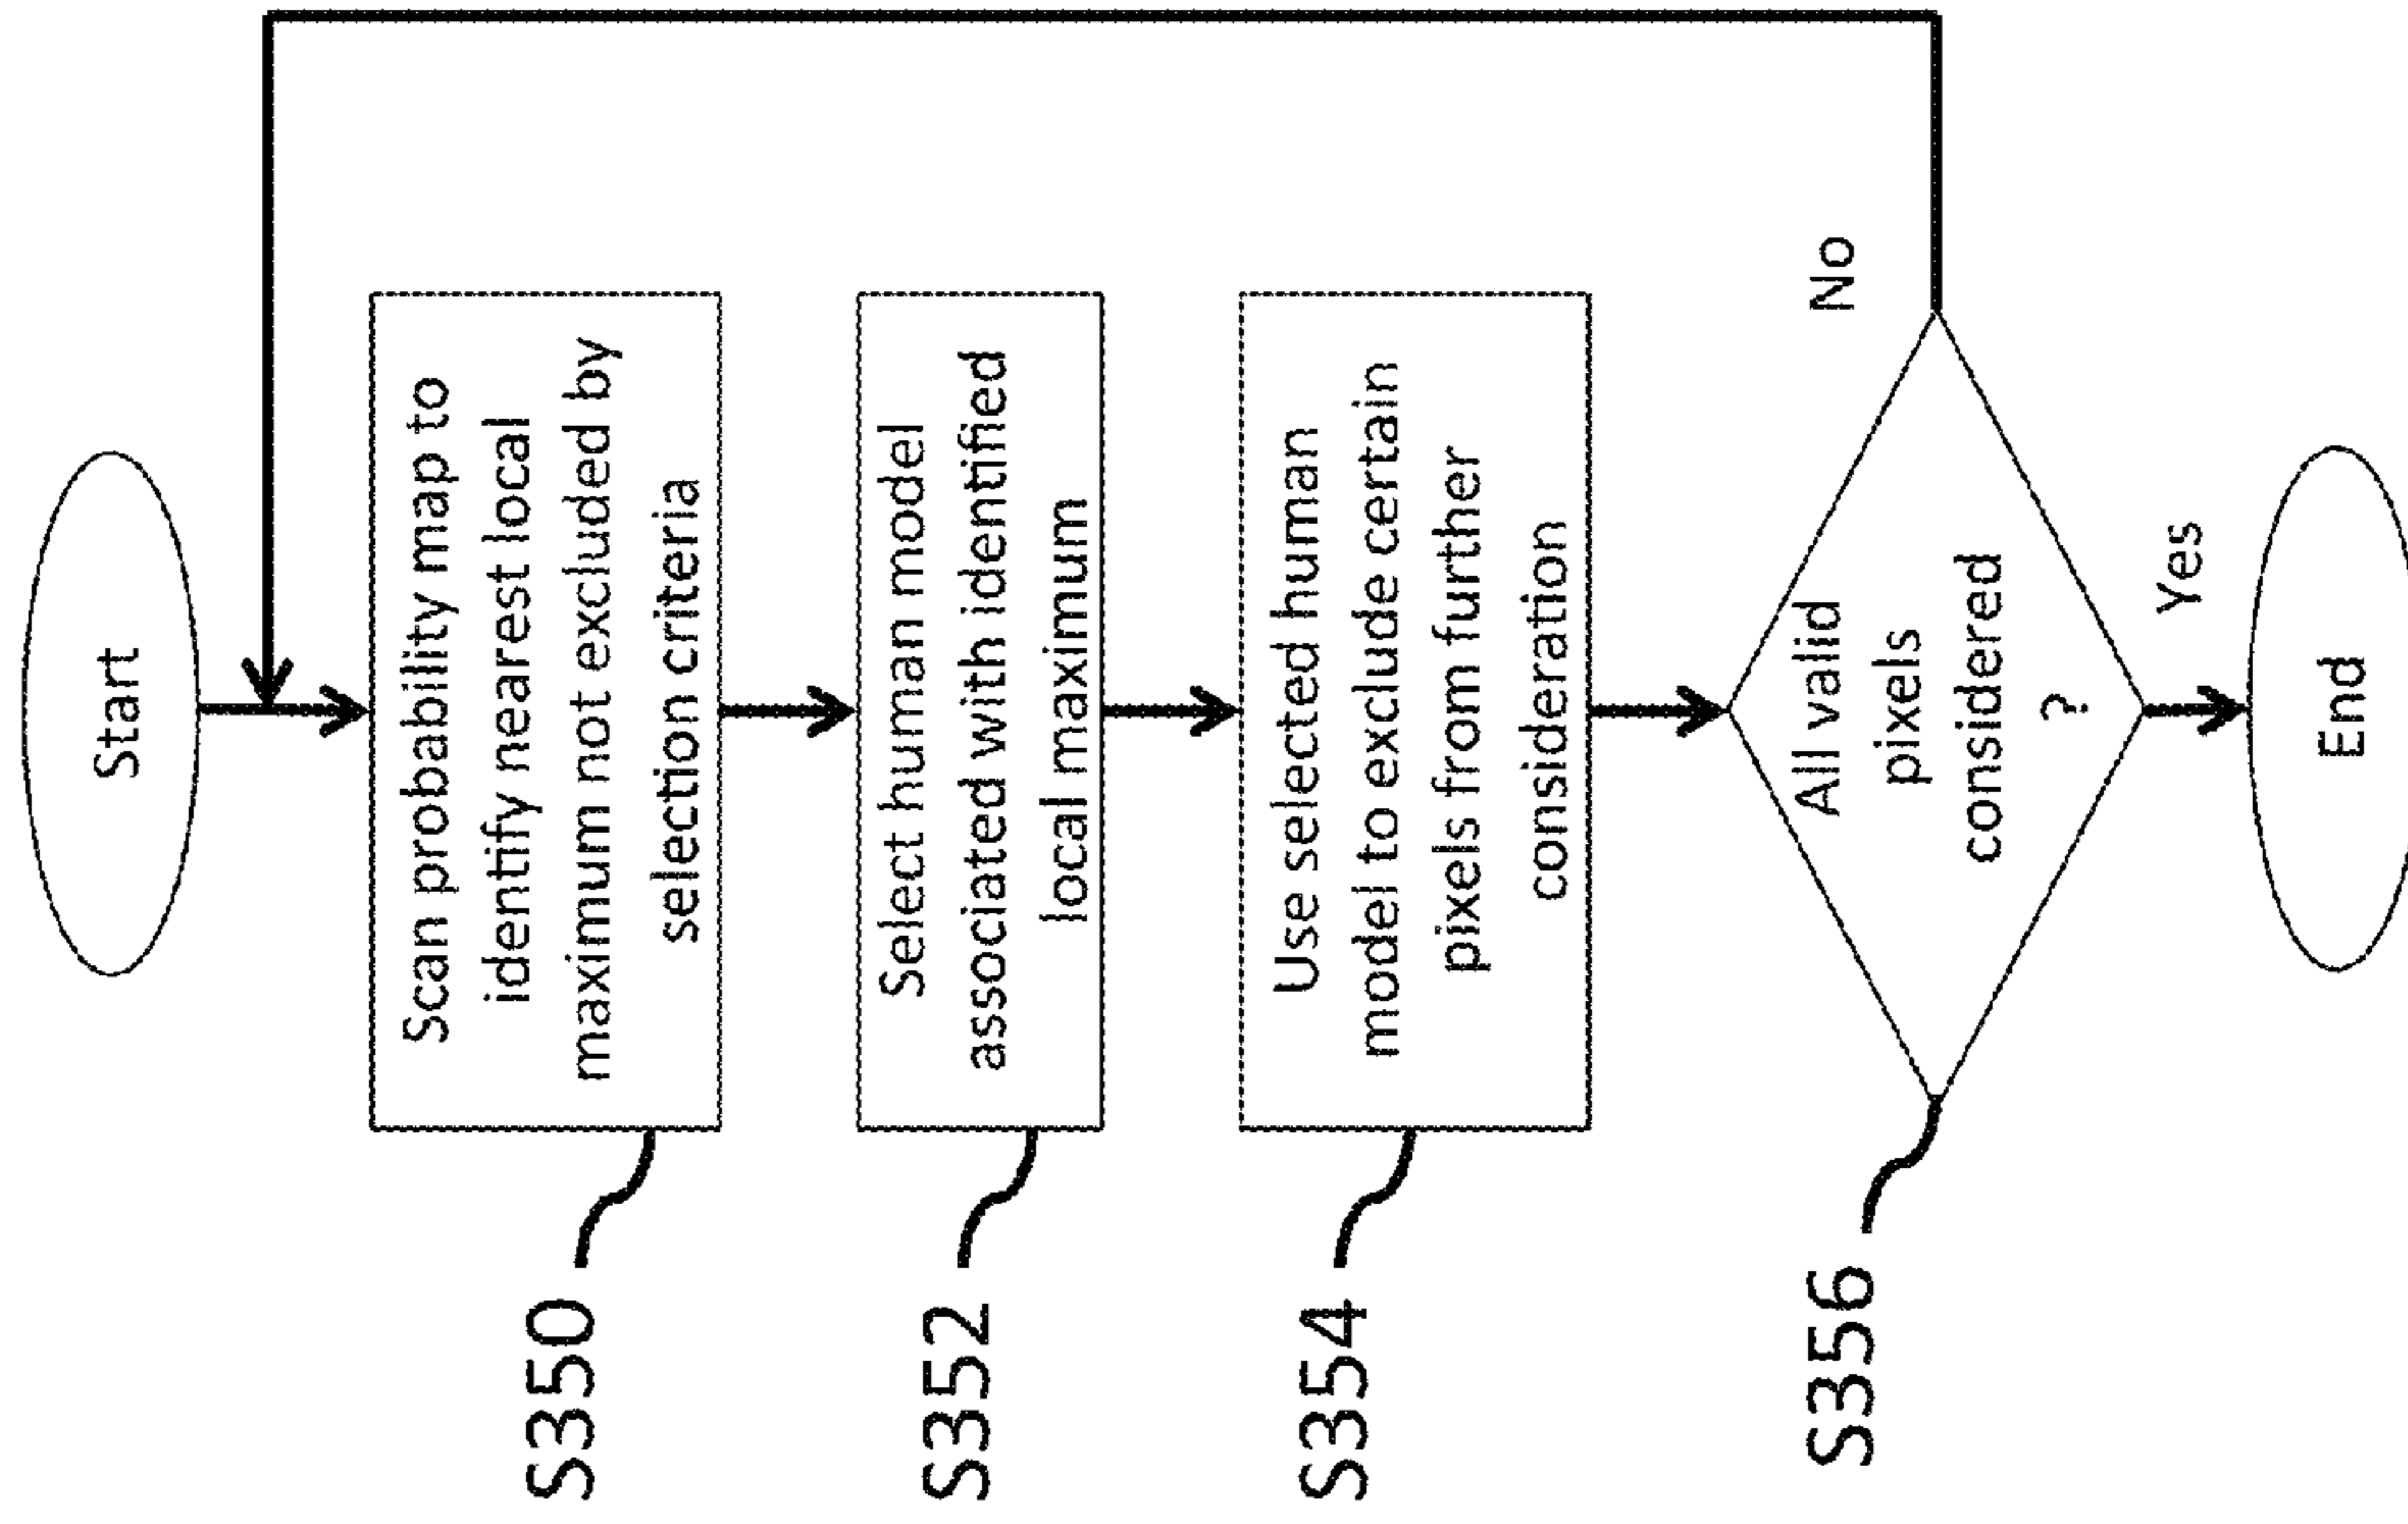 Start
Scan probability map to
identify nearest local
maximum not excluded by
selection criteria
S350
Select human model
associated with identified
local maximum
S352
Use selected human
model to exclude certain
pixels from further
consideration
S354
All valid
pixels
considered
?
No
S356
Yes
End